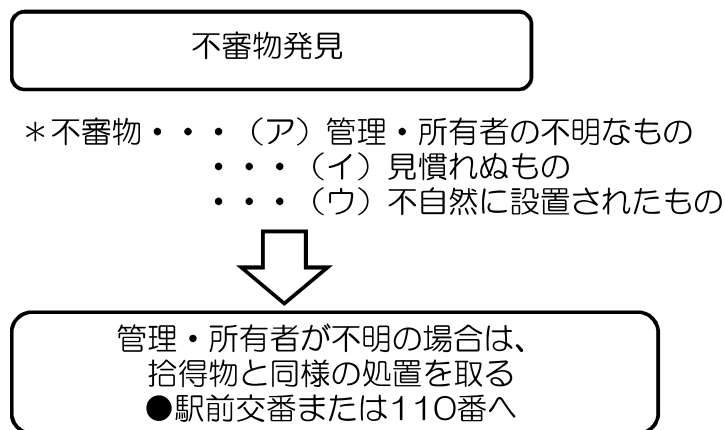 不審物発見
＊不審物・・・（ア）管理・所有者の不明なもの
・・・（イ）見慣れぬもの
・・・（ウ）不自然に設置されたもの
管理・所有者が不明の場合は、
拾得物と同様の処置を取る
●駅前交番または110番へ